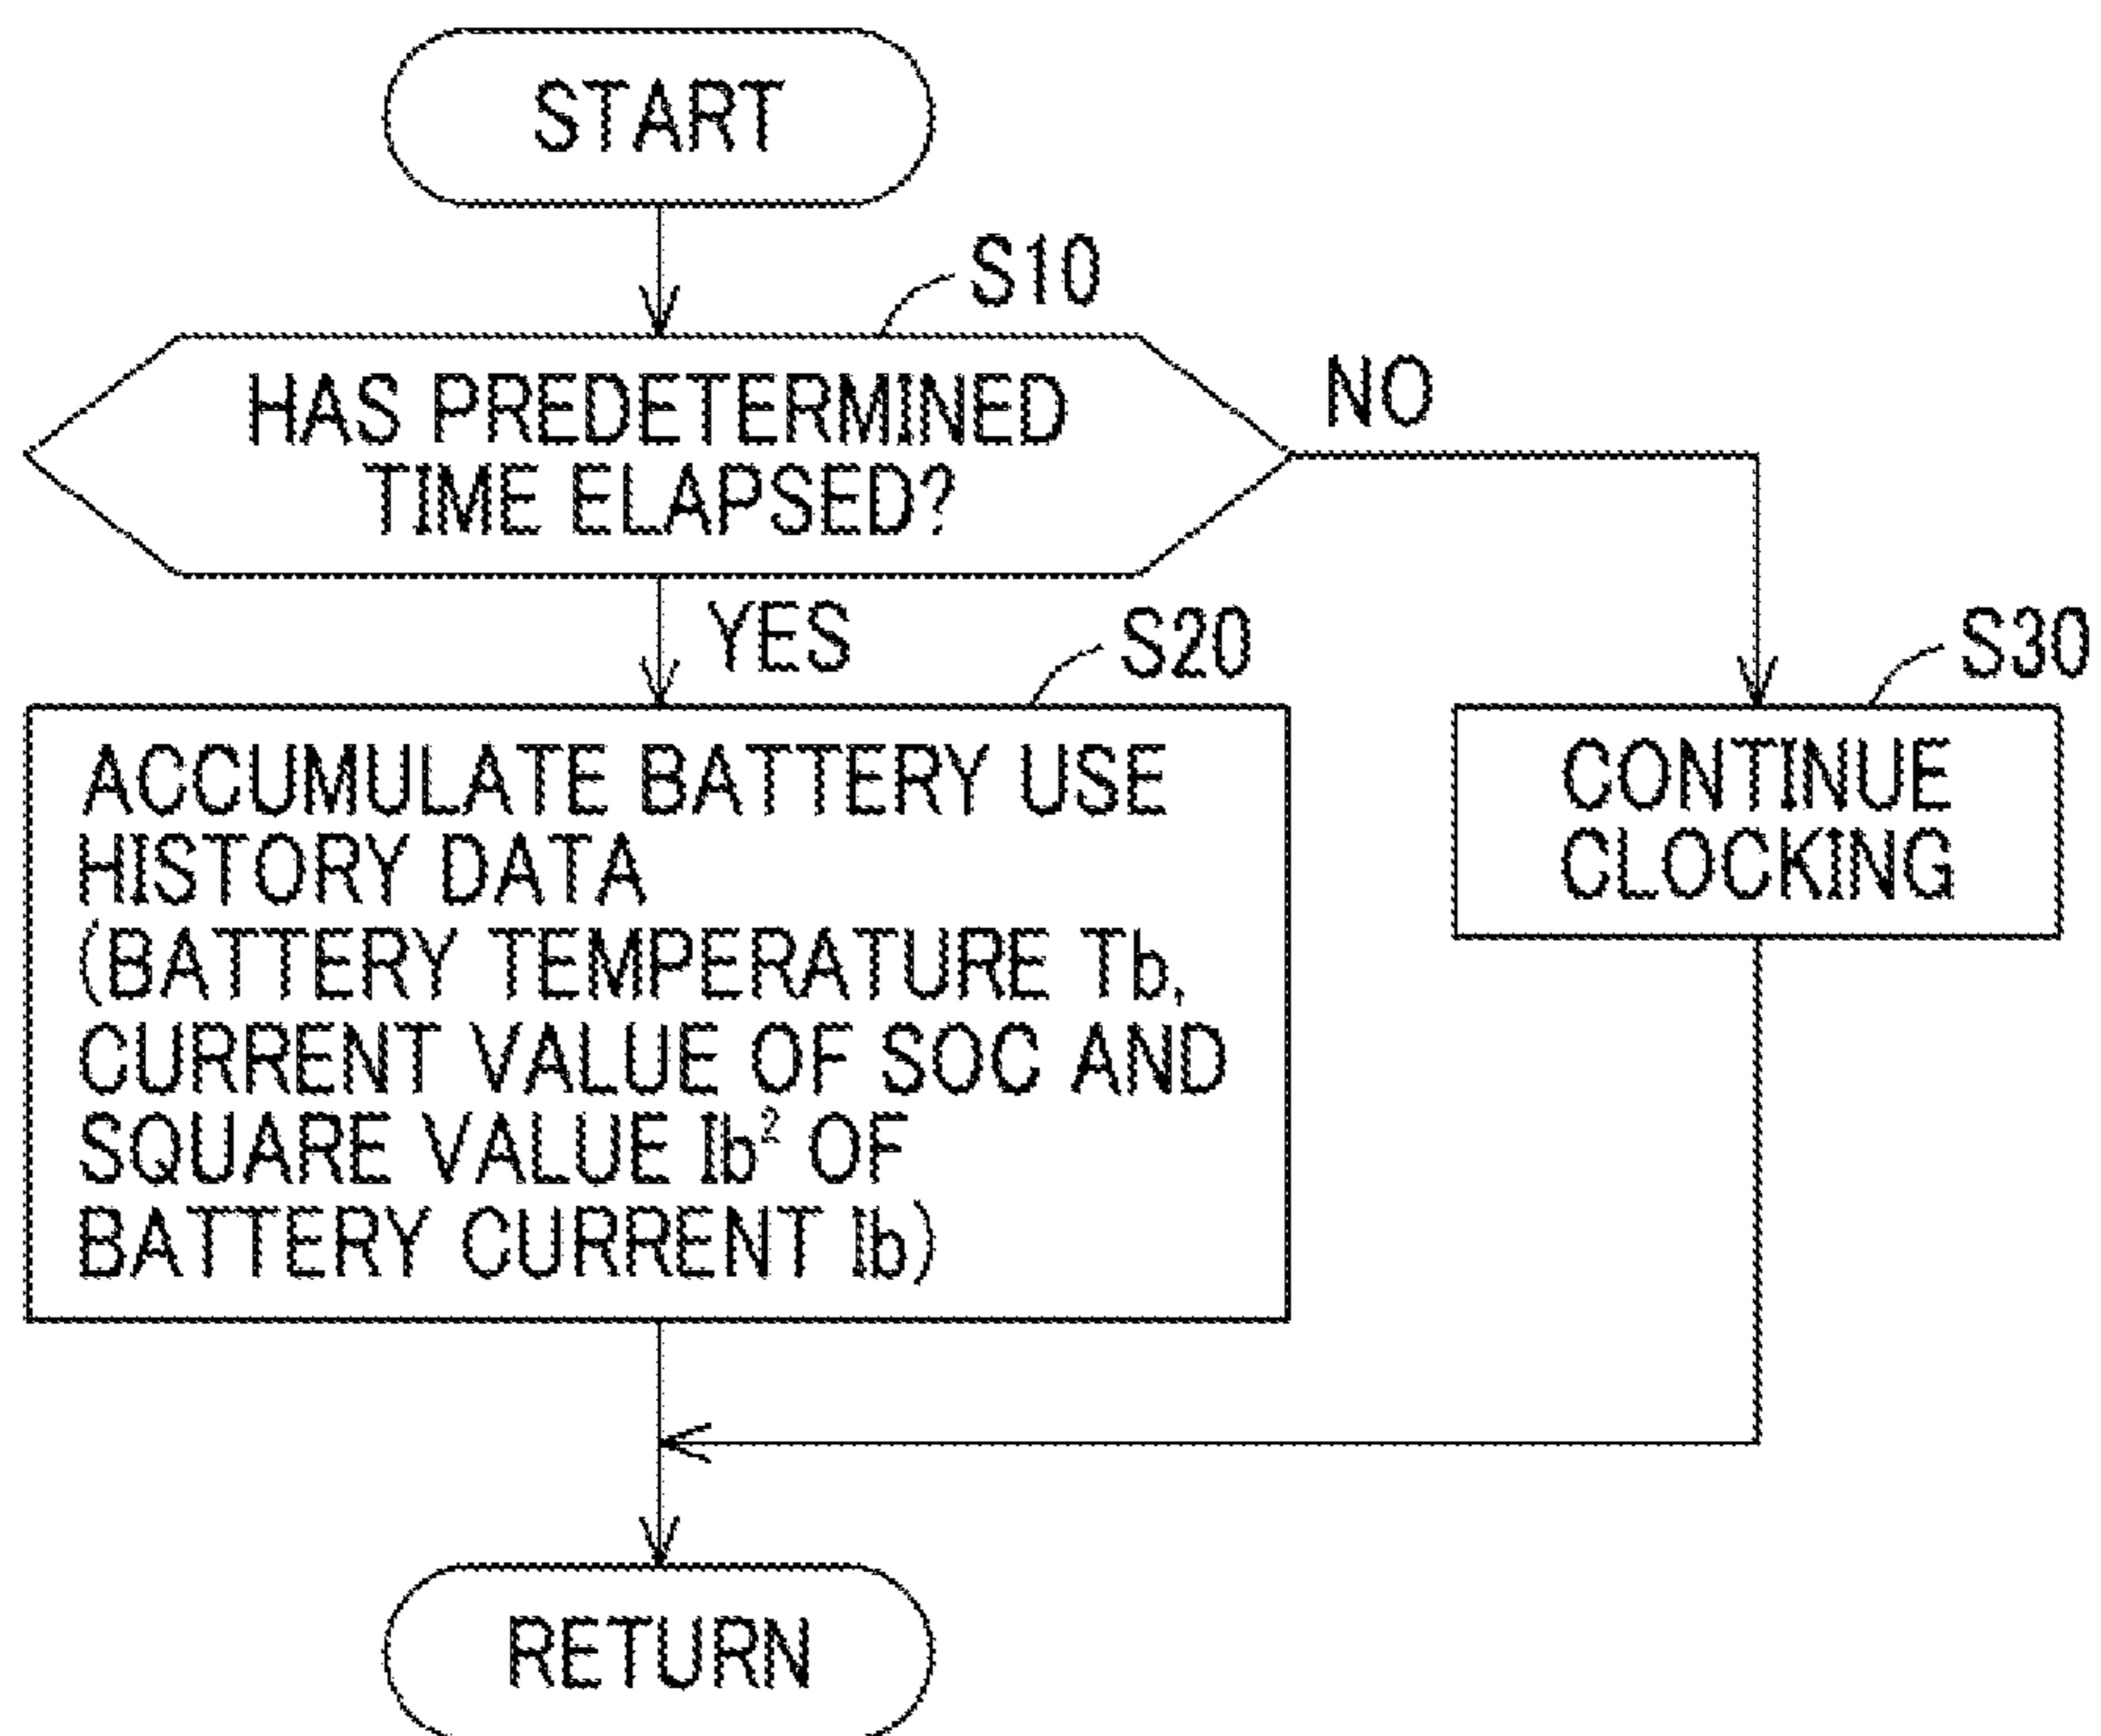 START
S10
HAS PREDETERMINED
TIME ELAPSED?
NO
YES
S20
S30
ACCUMULATE BATTERY USE
HISTORY DATA
(BATTERY TEMPERATURE Tb,
CURRENT VALUE OF SOC AND
SQUARE VALUE Ib² OF
BATTERY CURRENT Ib)
CONTINUE
CLOCKING
RETURN